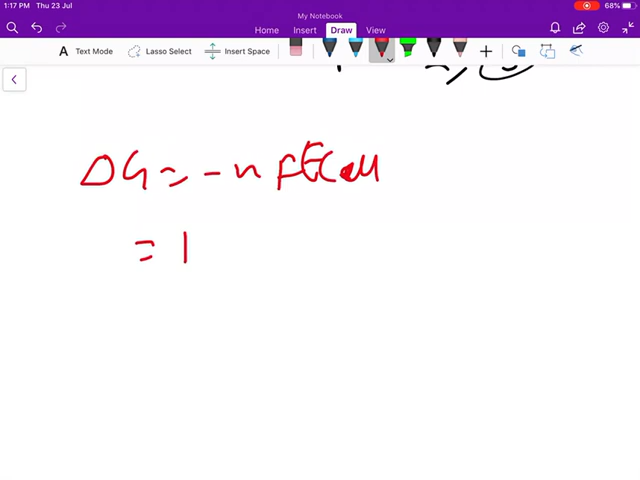 1:17 PM Thu 23 Jul
68%
My Notebook
Home Insert Draw View
Text Mode Lasso Select Insert Space
ΔG = -nFEcell
= 1